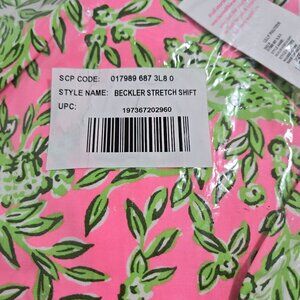 SCP CODE: 017989 687 3L8 0
STYLE NAME: BECKLER STRETCH SHIFT
UPC: 197367202960